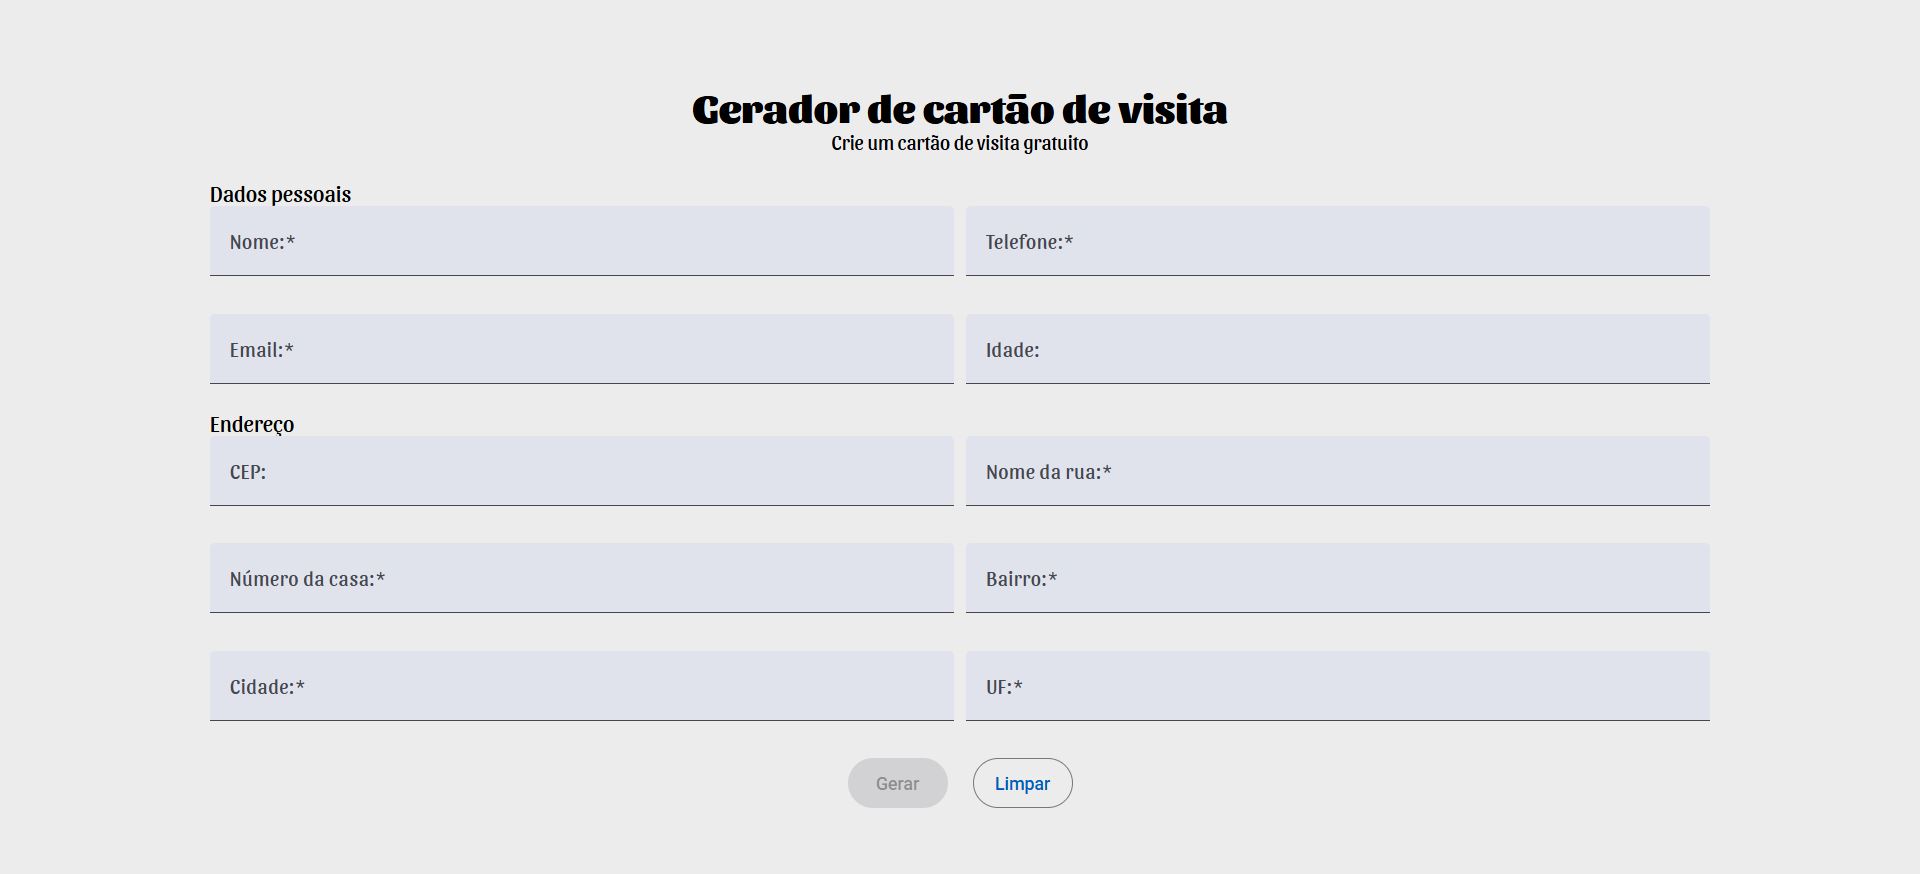 Gerador de cartão de visita
Crie um cartão de visita gratuito
Dados pessoais
Nome:*
Telefone:*
Email:*
Idade:
Endereço
CEP:
Nome da rua:*
Número da casa:*
Bairro:*
Cidade:*
UF:*
Gerar
Limpar